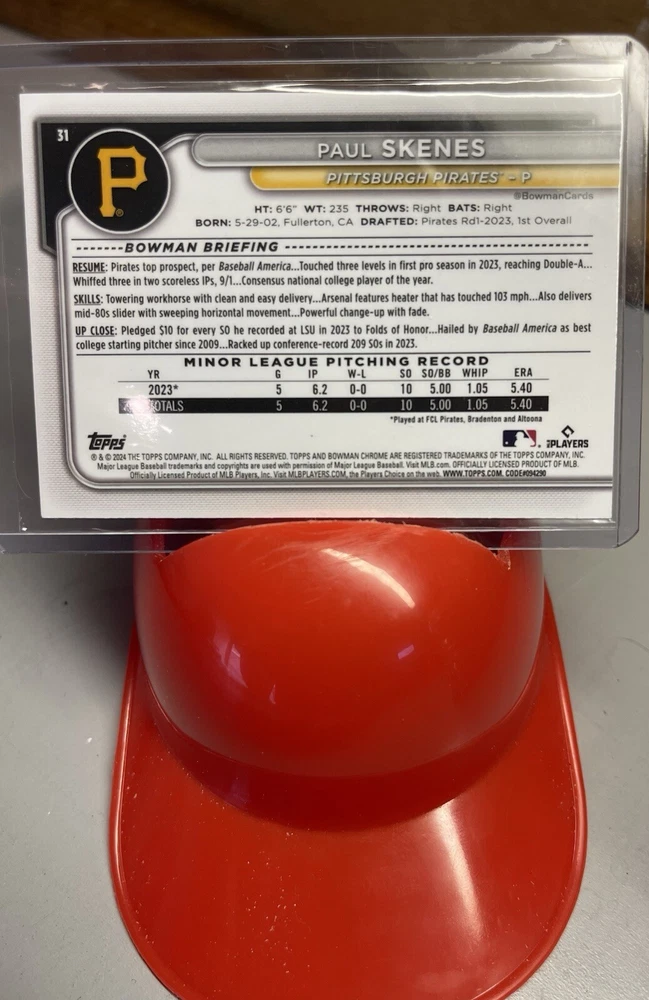 31
P
PAUL SKENES
PITTSBURGH PIRATES™ – P
@BowmanCards
HT: 6'6" WT: 235 THROWS: Right BATS: Right
BORN: 5-29-02, Fullerton, CA DRAFTED: Pirates Rd1-2023, 1st Overall
BOWMAN BRIEFING
RESUME: Pirates top prospect, per Baseball America...Touched three levels in first pro season in 2023, reaching Double-A...
Whiffed three in two scoreless IPs, 9/1...Consensus national college player of the year.
SKILLS: Towering workhorse with clean and easy delivery...Arsenal features heater that has touched 103 mph...Also delivers
mid-80s slider with sweeping horizontal movement...Powerful change-up with fade.
UP CLOSE: Pledged $10 for every SO he recorded at LSU in 2023 to Folds of Honor...Hailed by Baseball America as best
college starting pitcher since 2009...Racked up conference-record 209 SOs in 2023.
MINOR LEAGUE PITCHING RECORD
YR G IP W-L SO SO/BB WHIP ERA
2023* 5 6.2 0-0 10 5.00 1.05 5.40
TOTALS 5 6.2 0-0 10 5.00 1.05 5.40
*Played at FCL Pirates, Bradenton and Altoona
Topps
PLAYERS
® & © 2024 THE TOPPS COMPANY, INC. ALL RIGHTS RESERVED. TOPPS AND BOWMAN CHROME ARE REGISTERED TRADEMARKS OF THE TOPPS COMPANY, INC.
Major League Baseball trademarks and copyrights are used with permission of Major League Baseball. Visit MLB.com. OFFICIALLY LICENSED PRODUCT OF MLB
Officially Licensed Product of MLB Players, Inc. Visit MLBPLAYERS.COM, the Players Choice on the web. WWW.TOPPS.COM. CODE#094290